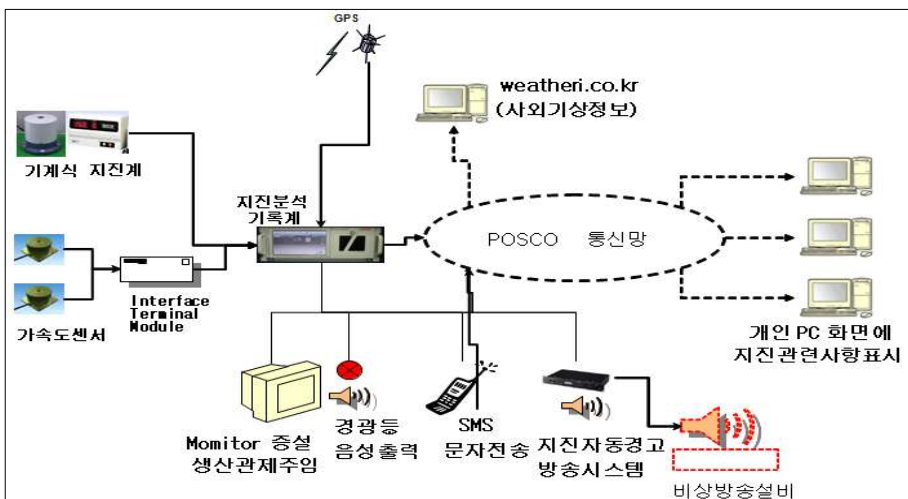 GPS
weatheri.co.kr
(사외기상정보)
기계식 지진계
지진분석
기록계
POSCO 통신망
Interface
Terminal
Module
가속도센서
개인 PC 화면에
지진관련사항표시
Momitor 증설
생산관제주임
경광등
음성출력
SMS
문자전송
지진자동경고
방송시스템
비상방송설비